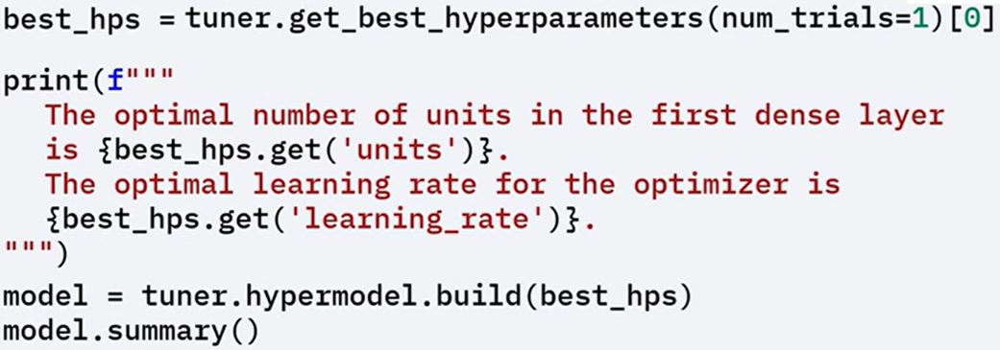 best_hps = tuner.get_best_hyperparameters(num_trials=1)[0]
print(f"""
The optimal number of units in the first dense layer
is {best_hps.get('units')}.
The optimal learning rate for the optimizer is
{best_hps.get('learning_rate')}.
""")
model = tuner.hypermodel.build(best_hps)
model.summary()